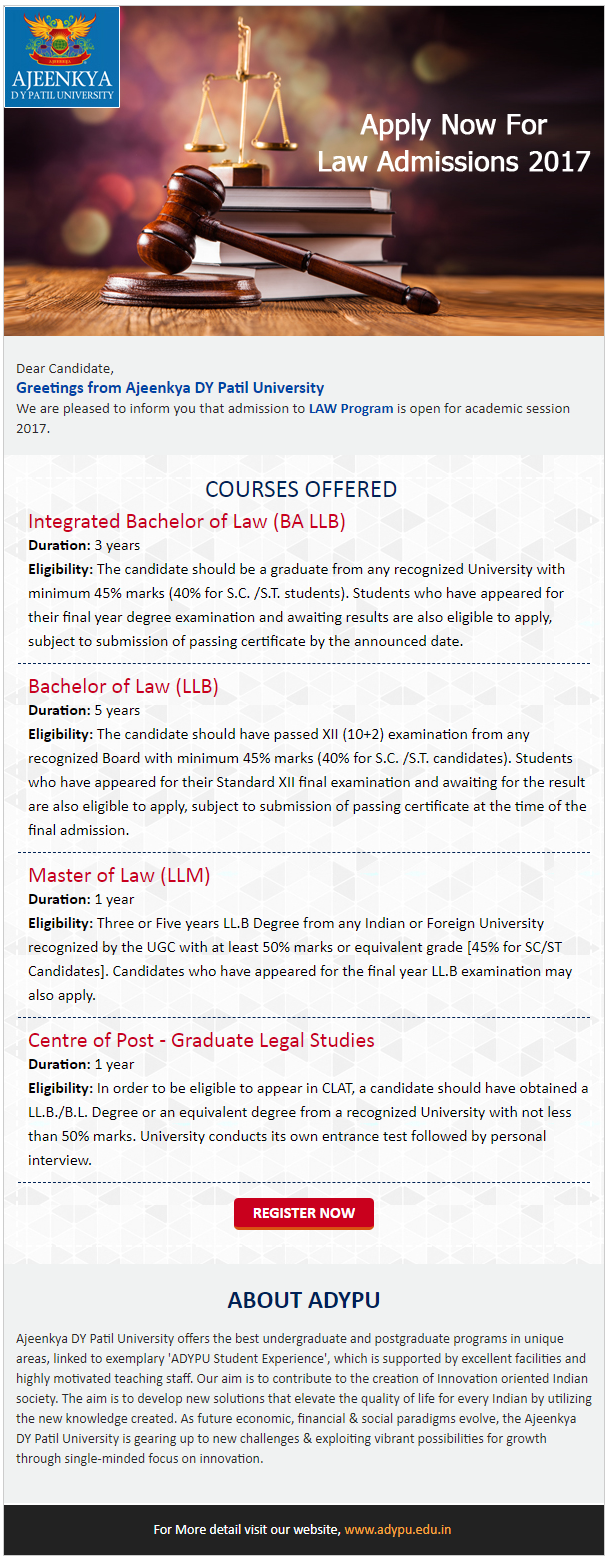 AJEENKYA
D Y PATIL UNIVERSITY
Apply Now For
Law Admissions 2017
Dear Candidate,
Greetings from Ajeenkya DY Patil University
We are pleased to inform you that admission to LAW Program is open for academic session
2017.
COURSES OFFERED
Integrated Bachelor of Law (BA LLB)
Duration: 3 years
Eligibility: The candidate should be a graduate from any recognized University with
minimum 45% marks (40% for S.C. /S.T. students). Students who have appeared for
their final year degree examination and awaiting results are also eligible to apply,
subject to submission of passing certificate by the announced date.
Bachelor of Law (LLB)
Duration: 5 years
Eligibility: The candidate should have passed XII (10+2) examination from any
recognized Board with minimum 45% marks (40% for S.C. /S.T. candidates). Students
who have appeared for their Standard XII final examination and awaiting for the result
are also eligible to apply, subject to submission of passing certificate at the time of the
final admission.
Master of Law (LLM)
Duration: 1 year
Eligibility: Three or Five years LL.B Degree from any Indian or Foreign University
recognized by the UGC with at least 50% marks or equivalent grade [45% for SC/ST
Candidates]. Candidates who have appeared for the final year LL.B examination may
also apply.
Centre of Post - Graduate Legal Studies
Duration: 1 year
Eligibility: In order to be eligible to appear in CLAT, a candidate should have obtained a
LL.B./B.L. Degree or an equivalent degree from a recognized University with not less
than 50% marks. University conducts its own entrance test followed by personal
interview.
REGISTER NOW
ABOUT ADYPU
Ajeenkya DY Patil University offers the best undergraduate and postgraduate programs in unique
areas, linked to exemplary 'ADYPU Student Experience', which is supported by excellent facilities and
highly motivated teaching staff. Our aim is to contribute to the creation of Innovation oriented Indian
society. The aim is to develop new solutions that elevate the quality of life for every Indian by utilizing
the new knowledge created. As future economic, financial & social paradigms evolve, the Ajeenkya
DY Patil University is gearing up to new challenges & exploiting vibrant possibilities for growth
through single-minded focus on innovation.
For More detail visit our website, www.adypu.edu.in